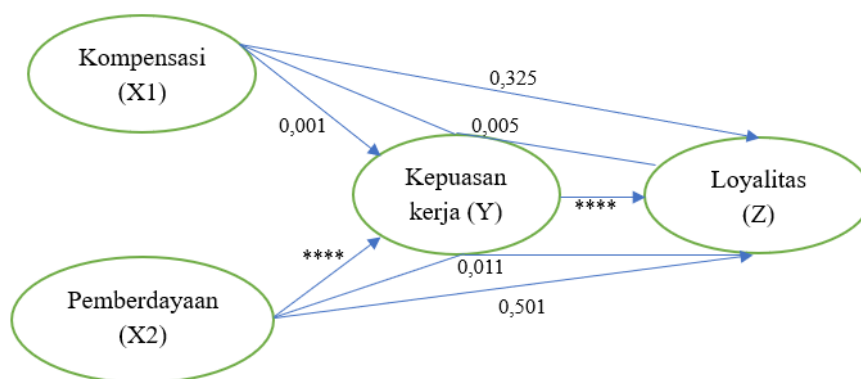 Kompensasi
(X1)
0,325
0,001
0,005
Kepuasan
kerja (Y)
****
Loyalitas
(Z)
****
0,011
Pemberdayaan
(X2)
0,501